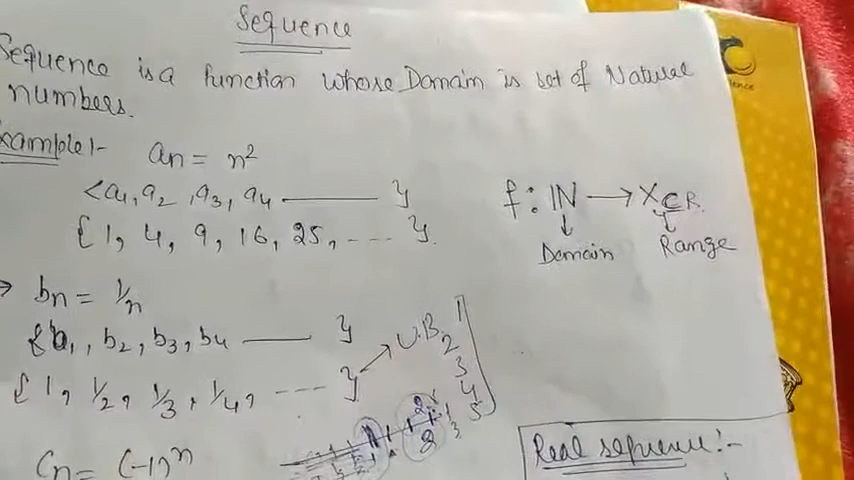 Sequence
Sequence is a function whose Domain is set of Natural
numbers.
Example:-
an = n²
<a1, a2, a3, a4 ——— }
{1, 4, 9, 16, 25, ---- }
f: IN → X ⊆ R.
Domain
Range
→ bn = 1/n
{b1, b2, b3, b4 ——— }
{1, 1/2, 1/3, 1/4, ---- } → U.B
1
2
3
4
5
Cn = (-1)^n
Real sequence:-